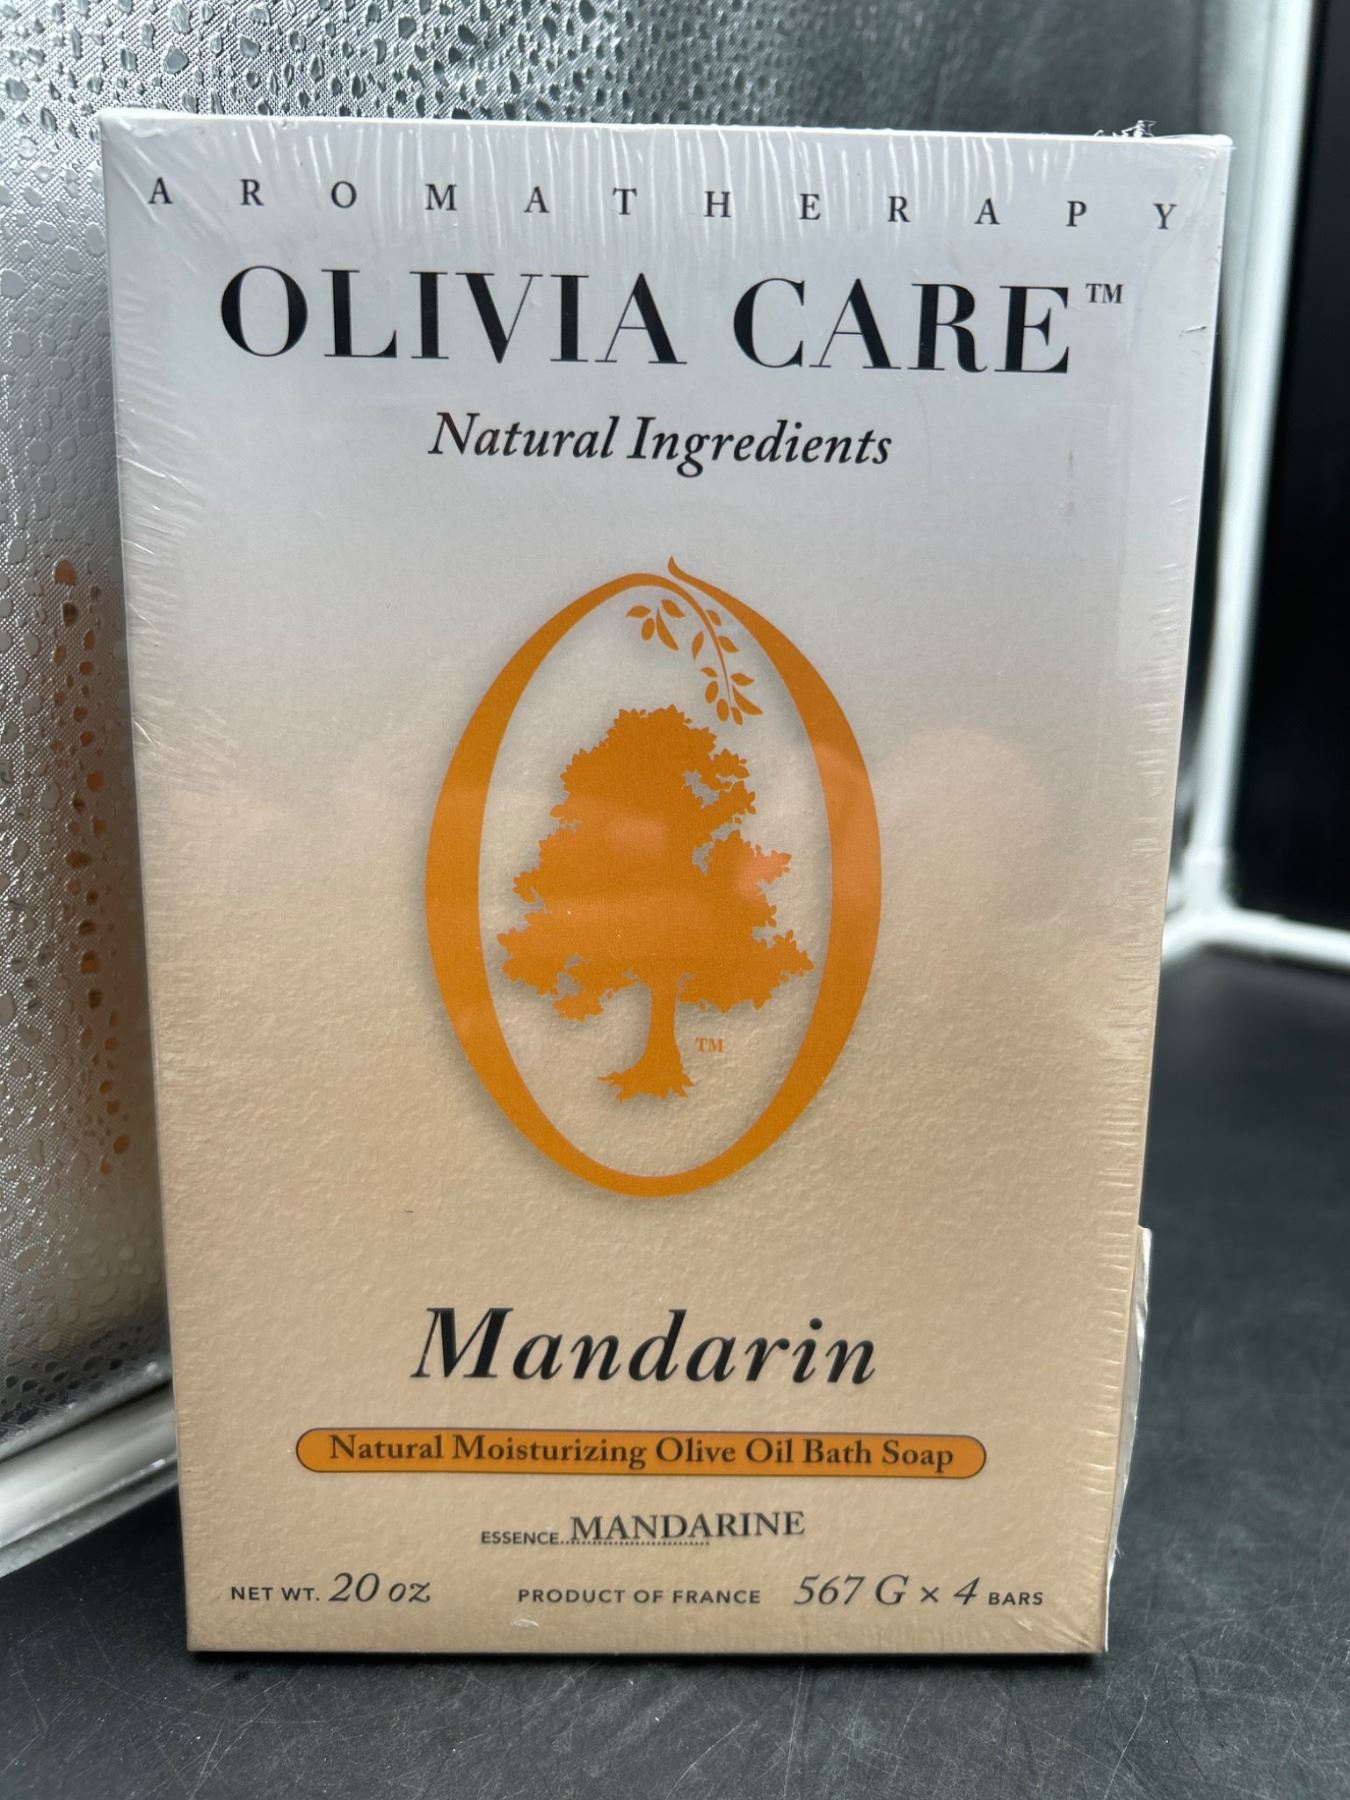 AROMATHERAPY
OLIVIA CARE™
Natural Ingredients
TM
Mandarin
Natural Moisturizing Olive Oil Bath Soap
ESSENCE..MANDARINE
NET WT. 20 oz PRODUCT OF FRANCE 567 G × 4 BARS